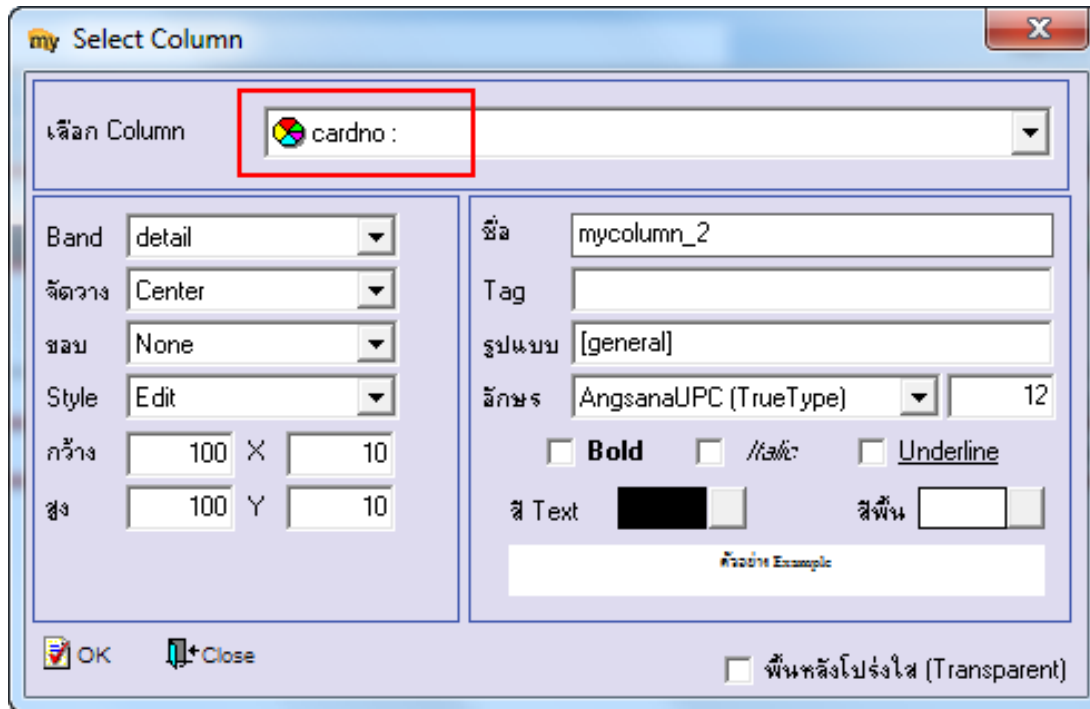 my Select Column
เลือก Column cardno :
Band detail
จัดวาง Center
ขอบ None
Style Edit
กว้าง 100 X 10
สูง 100 Y 10
ชื่อ mycolumn_2
Tag
รูปแบบ [general]
อักษร AngsanaUPC (TrueType) 12
Bold Italic Underline
สี Text สีพื้น
ตัวอย่าง Example
OK Close
พื้นหลังโปร่งใส (Transparent)